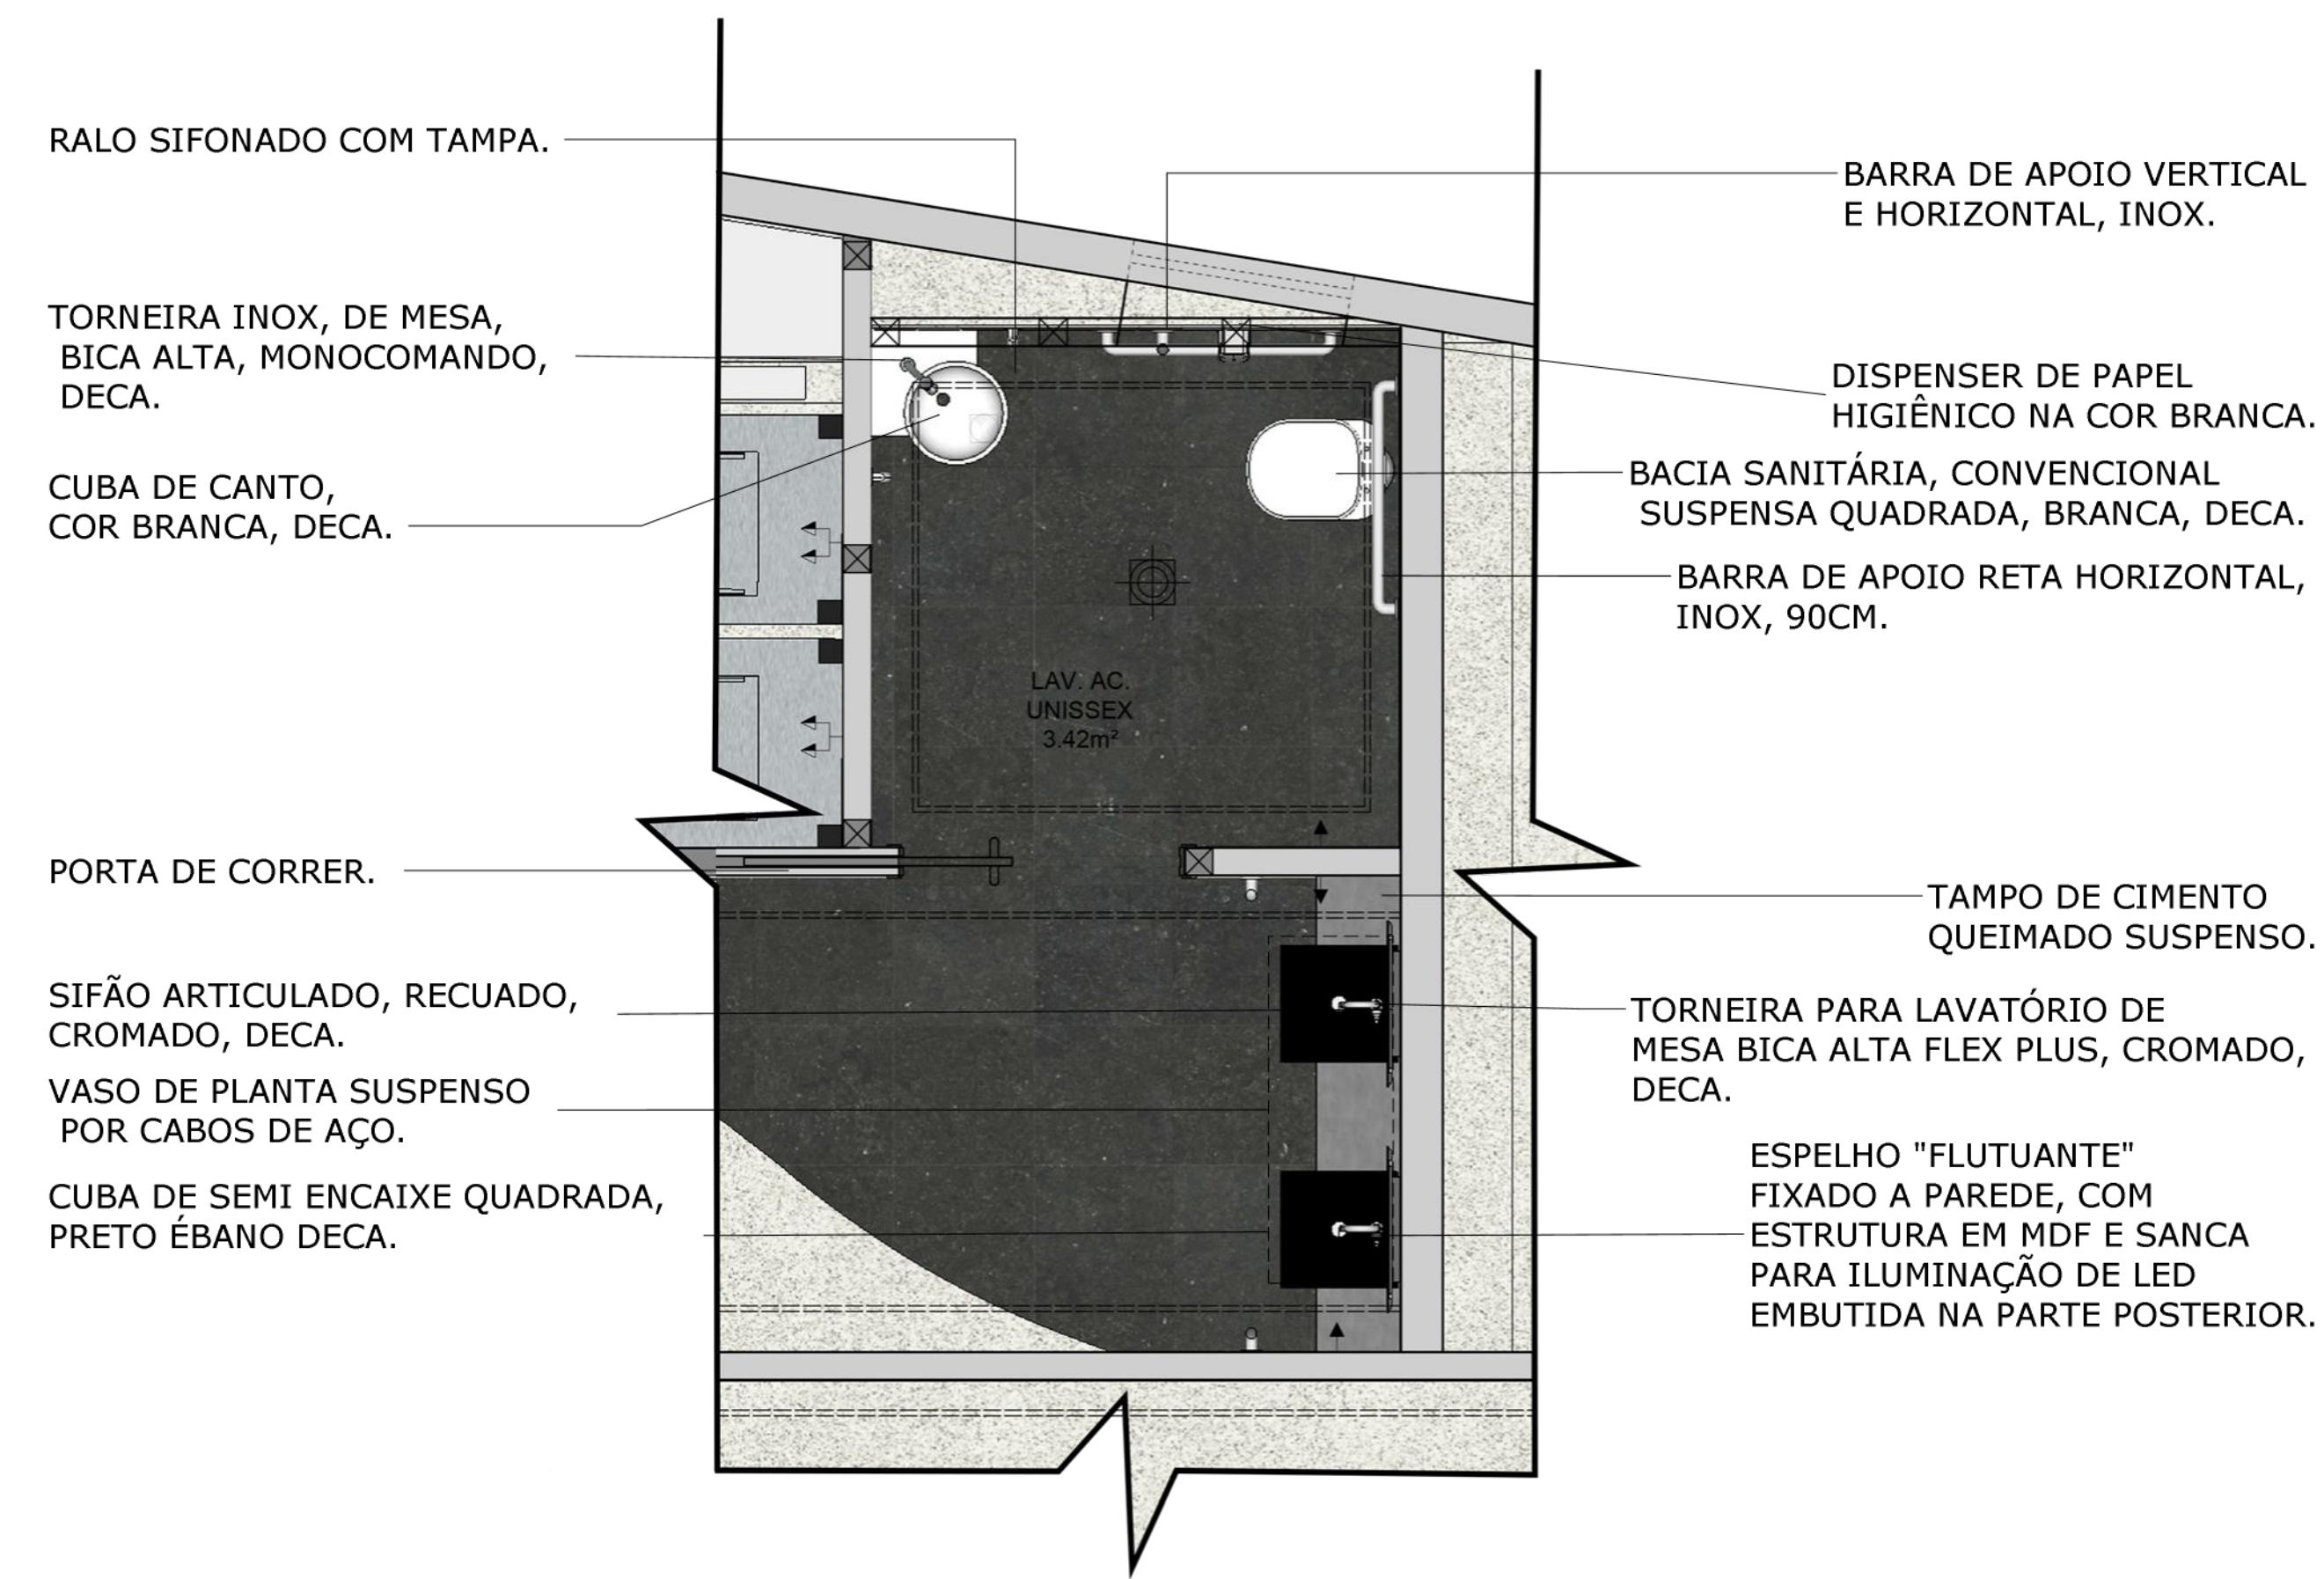 RALO SIFONADO COM TAMPA.
TORNEIRA INOX, DE MESA,
BICA ALTA, MONOCOMANDO,
DECA.
CUBA DE CANTO,
COR BRANCA, DECA.
PORTA DE CORRER.
SIFÃO ARTICULADO, RECUADO,
CROMADO, DECA.
VASO DE PLANTA SUSPENSO
POR CABOS DE AÇO.
CUBA DE SEMI ENCAIXE QUADRADA,
PRETO ÉBANO DECA.
LAV. AC.
UNISSEX
3.42m²
BARRA DE APOIO VERTICAL
E HORIZONTAL, INOX.
DISPENSER DE PAPEL
HIGIÊNICO NA COR BRANCA.
BACIA SANITÁRIA, CONVENCIONAL
SUSPENSA QUADRADA, BRANCA, DECA.
BARRA DE APOIO RETA HORIZONTAL,
INOX, 90CM.
TAMPO DE CIMENTO
QUEIMADO SUSPENSO.
TORNEIRA PARA LAVATÓRIO DE
MESA BICA ALTA FLEX PLUS, CROMADO,
DECA.
ESPELHO "FLUTUANTE"
FIXADO A PAREDE, COM
ESTRUTURA EM MDF E SANCA
PARA ILUMINAÇÃO DE LED
EMBUTIDA NA PARTE POSTERIOR.